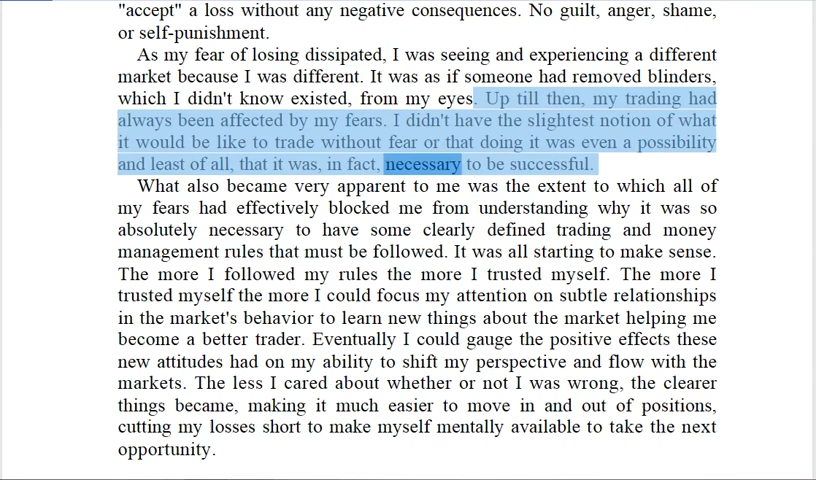 "accept" a loss without any negative consequences. No guilt, anger, shame,
or self-punishment.
As my fear of losing dissipated, I was seeing and experiencing a different
market because I was different. It was as if someone had removed blinders,
which I didn't know existed, from my eyes. Up till then, my trading had
always been affected by my fears. I didn't have the slightest notion of what
it would be like to trade without fear or that doing it was even a possibility
and least of all, that it was, in fact, necessary to be successful.
What also became very apparent to me was the extent to which all of
my fears had effectively blocked me from understanding why it was so
absolutely necessary to have some clearly defined trading and money
management rules that must be followed. It was all starting to make sense.
The more I followed my rules the more I trusted myself. The more I
trusted myself the more I could focus my attention on subtle relationships
in the market's behavior to learn new things about the market helping me
become a better trader. Eventually I could gauge the positive effects these
new attitudes had on my ability to shift my perspective and flow with the
markets. The less I cared about whether or not I was wrong, the clearer
things became, making it much easier to move in and out of positions,
cutting my losses short to make myself mentally available to take the next
opportunity.